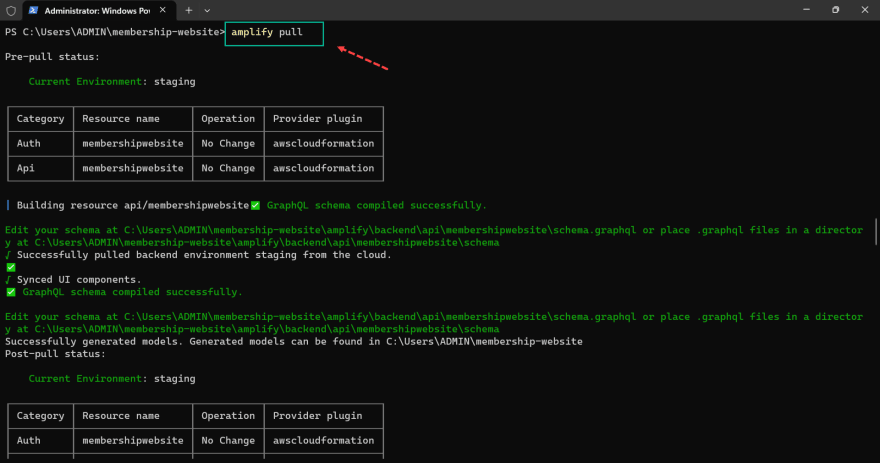 Administrator: Windows Po
PS C:\Users\ADMIN\membership-website> amplify pull
Pre-pull status:
Current Environment: staging
Category Resource name Operation Provider plugin
Auth membershipwebsite No Change awscloudformation
Api membershipwebsite No Change awscloudformation
| Building resource api/membershipwebsite✅ GraphQL schema compiled successfully.
Edit your schema at C:\Users\ADMIN\membership-website\amplify\backend\api\membershipwebsite\schema.graphql or place .graphql files in a director
y at C:\Users\ADMIN\membership-website\amplify\backend\api\membershipwebsite\schema
√ Successfully pulled backend environment staging from the cloud.
✅
√ Synced UI components.
✅ GraphQL schema compiled successfully.
Edit your schema at C:\Users\ADMIN\membership-website\amplify\backend\api\membershipwebsite\schema.graphql or place .graphql files in a director
y at C:\Users\ADMIN\membership-website\amplify\backend\api\membershipwebsite\schema
Successfully generated models. Generated models can be found in C:\Users\ADMIN\membership-website
Post-pull status:
Current Environment: staging
Category Resource name Operation Provider plugin
Auth membershipwebsite No Change awscloudformation